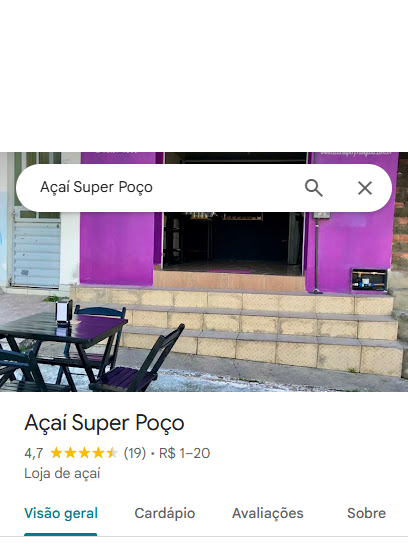 Açaí Super Poço
Açaí Super Poço
4,7 (19) · R$ 1–20
Loja de açaí
Visão geral Cardápio Avaliações Sobre